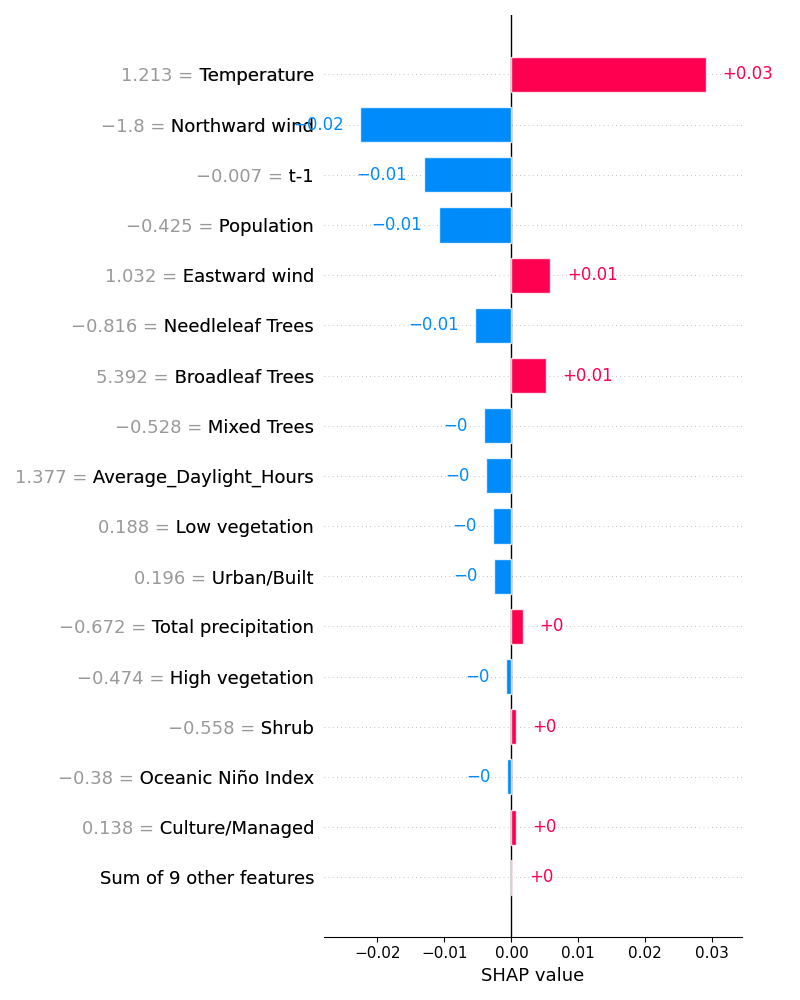 1.213 = Temperature +0.03
−1.8 = Northward wind −0.02
−0.007 = t-1 −0.01
−0.425 = Population −0.01
1.032 = Eastward wind +0.01
−0.816 = Needleleaf Trees −0.01
5.392 = Broadleaf Trees +0.01
−0.528 = Mixed Trees −0
1.377 = Average_Daylight_Hours −0
0.188 = Low vegetation −0
0.196 = Urban/Built −0
−0.672 = Total precipitation +0
−0.474 = High vegetation −0
−0.558 = Shrub +0
−0.38 = Oceanic Niño Index −0
0.138 = Culture/Managed +0
Sum of 9 other features +0
−0.02 −0.01 0.00 0.01 0.02 0.03
SHAP value